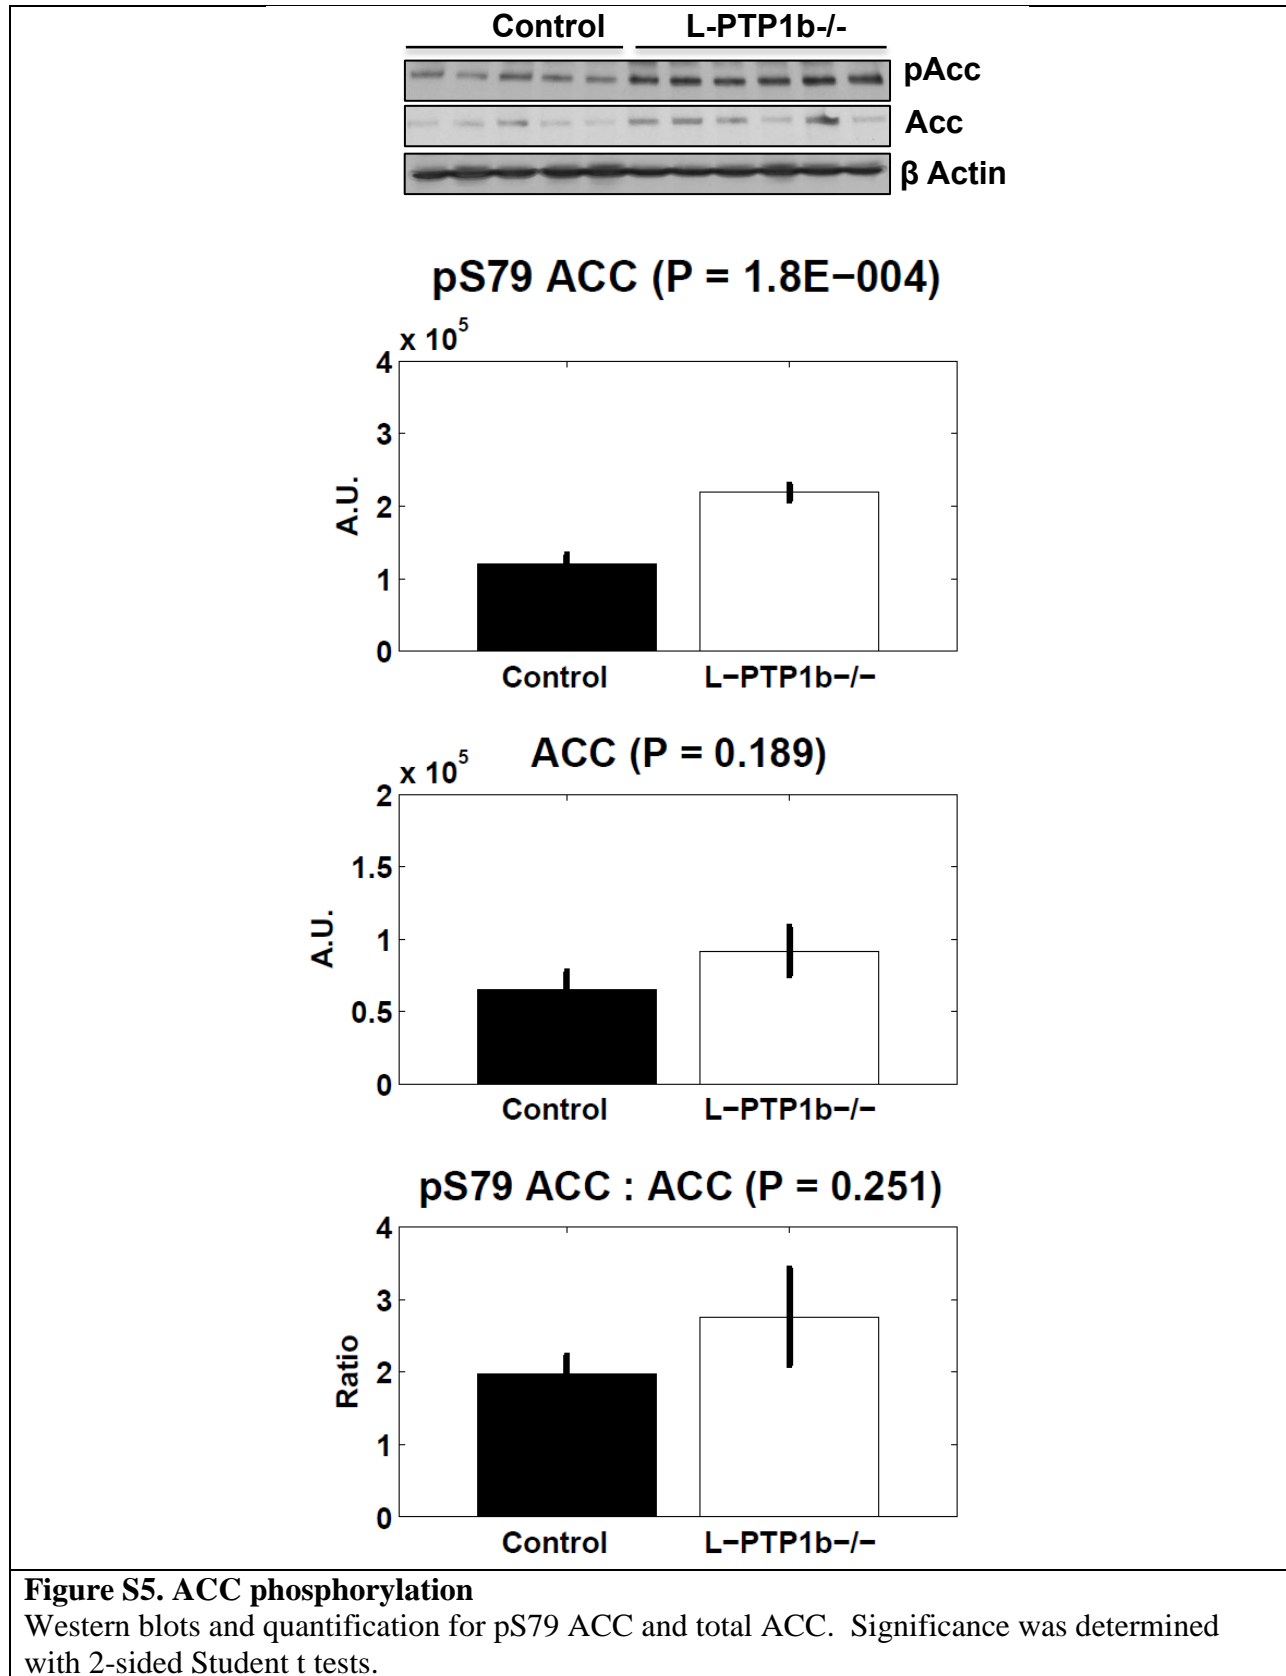 Control L-PTP1b-/-
pAcc
Acc
β Actin
pS79 ACC (P = 1.8E−004)
x 10^5
4
3
2
1
0
A.U.
Control L−PTP1b−/−
ACC (P = 0.189)
x 10^5
2
1.5
1
0.5
0
A.U.
Control L−PTP1b−/−
pS79 ACC : ACC (P = 0.251)
4
3
2
1
0
Ratio
Control L−PTP1b−/−
Figure S5. ACC phosphorylation
Western blots and quantification for pS79 ACC and total ACC.  Significance was determined
with 2-sided Student t tests.